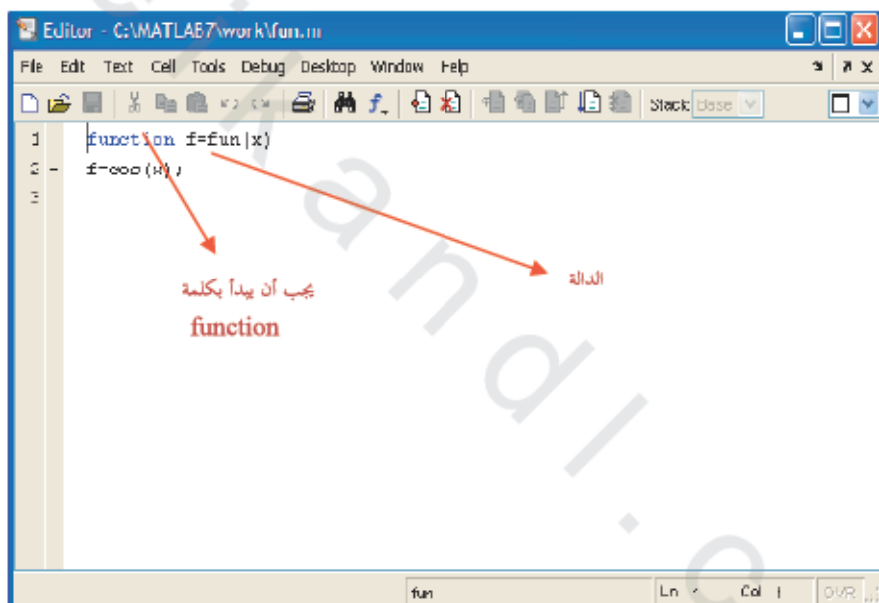 Editor - C:\MATLAB7\work\fun.m
File Edit Text Cell Tools Debug Desktop Window Help
Stack: Base
1 function f=fun(x)
2 - f=cos(x);
3
الدالة
يجب أن يبدأ بكلمة
function
fun Ln Col OVR